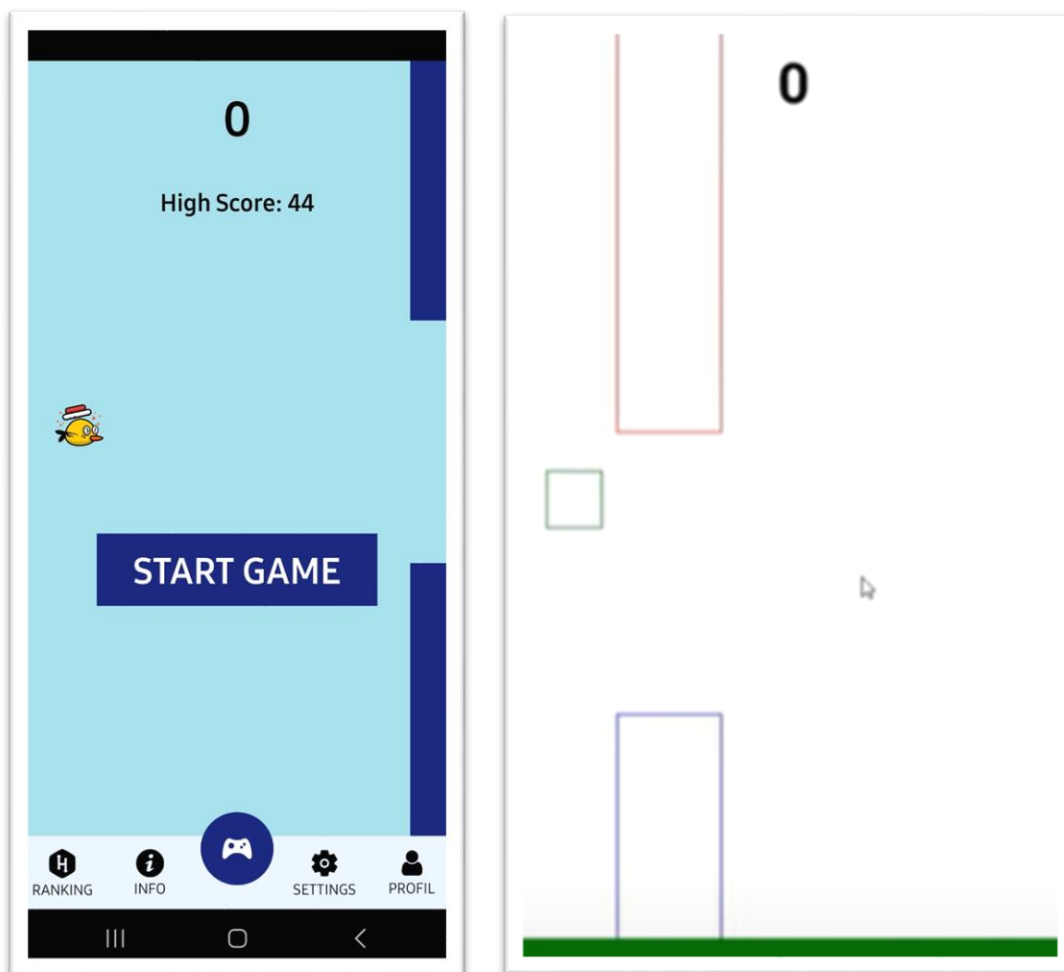 0
High Score: 44
START GAME
RANKING
INFO
SETTINGS
PROFIL
0